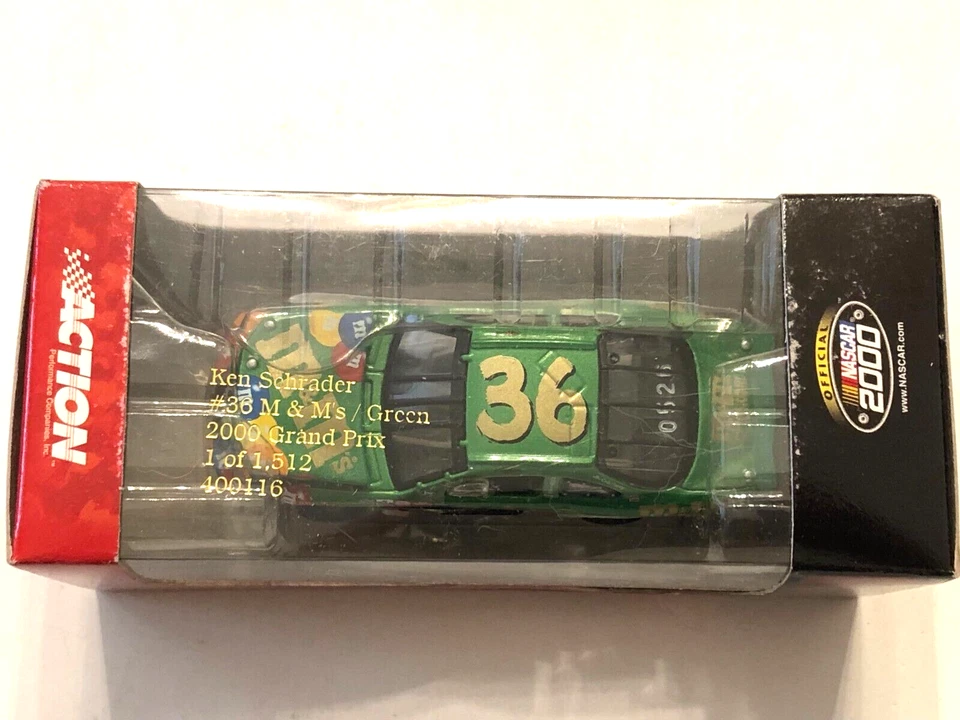 ACTION
Performance Companies, Inc.™
Ken Schrader
#36 M & M's / Green
2000 Grand Prix
1 of 1,512
400116
36
OFFICIAL
NASCAR
2000
www.NASCAR.com